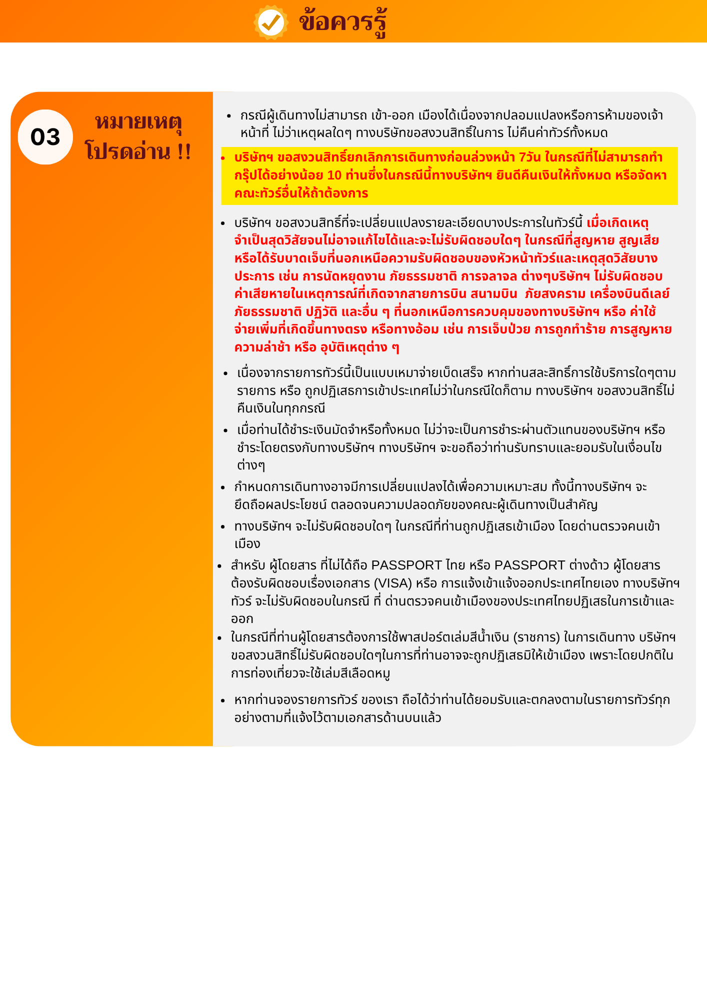 ข้อควรรู้
03
หมายเหตุ
โปรดอ่าน !!
• กรณีผู้เดินทางไม่สามารถ เข้า-ออก เมืองได้เนื่องจากปลอมแปลงหรือการห้ามของเจ้า
หน้าที่ ไม่ว่าเหตุผลใดๆ ทางบริษัทขอสงวนสิทธิ์ในการ ไม่คืนค่าทัวร์ทั้งหมด
• บริษัทฯ ขอสงวนสิทธิ์ยกเลิกการเดินทางก่อนล่วงหน้า 7วัน ในกรณีที่ไม่สามารถทำ
กรุ๊ปได้อย่างน้อย 10 ท่านซึ่งในกรณีนี้ทางบริษัทฯ ยินดีคืนเงินให้ทั้งหมด หรือจัดหา
คณะทัวร์อื่นให้ถ้าต้องการ
• บริษัทฯ ขอสงวนสิทธิ์ที่จะเปลี่ยนแปลงรายละเอียดบางประการในทัวร์นี้ เมื่อเกิดเหตุ
จำเป็นสุดวิสัยจนไม่อาจแก้ไขได้และจะไม่รับผิดชอบใดๆ ในกรณีที่สูญหาย สูญเสีย
หรือได้รับบาดเจ็บที่นอกเหนือความรับผิดชอบของหัวหน้าทัวร์และเหตุสุดวิสัยบาง
ประการ เช่น การนัดหยุดงาน ภัยธรรมชาติ การจลาจล ต่างๆบริษัทฯ ไม่รับผิดชอบ
ค่าเสียหายในเหตุการณ์ที่เกิดจากสายการบิน สนามบิน ภัยสงคราม เครื่องบินดีเลย์
ภัยธรรมชาติ ปฏิวัติ และอื่น ๆ ที่นอกเหนือการควบคุมของทางบริษัทฯ หรือ ค่าใช้
จ่ายเพิ่มที่เกิดขึ้นทางตรง หรือทางอ้อม เช่น การเจ็บป่วย การถูกทำร้าย การสูญหาย
ความล่าช้า หรือ อุบัติเหตุต่าง ๆ
• เนื่องจากรายการทัวร์นี้เป็นแบบเหมาจ่ายเบ็ดเสร็จ หากท่านสละสิทธิ์การใช้บริการใดๆตาม
รายการ หรือ ถูกปฏิเสธการเข้าประเทศไม่ว่าในกรณีใดก็ตาม ทางบริษัทฯ ขอสงวนสิทธิ์ไม่
คืนเงินในทุกกรณี
• เมื่อท่านได้ชำระเงินมัดจำหรือทั้งหมด ไม่ว่าจะเป็นการชำระผ่านตัวแทนของบริษัทฯ หรือ
ชำระโดยตรงกับทางบริษัทฯ ทางบริษัทฯ จะขอถือว่าท่านรับทราบและยอมรับในเงื่อนไข
ต่างๆ
• กำหนดการเดินทางอาจมีการเปลี่ยนแปลงได้เพื่อความเหมาะสม ทั้งนี้ทางบริษัทฯ จะ
ยึดถือผลประโยชน์ ตลอดจนความปลอดภัยของคณะผู้เดินทางเป็นสำคัญ
• ทางบริษัทฯ จะไม่รับผิดชอบใดๆ ในกรณีที่ท่านถูกปฏิเสธเข้าเมือง โดยด่านตรวจคนเข้า
เมือง
• สำหรับ ผู้โดยสาร ที่ไม่ได้ถือ PASSPORT ไทย หรือ PASSPORT ต่างด้าว ผู้โดยสาร
ต้องรับผิดชอบเรื่องเอกสาร (VISA) หรือ การแจ้งเข้าแจ้งออกประเทศไทยเอง ทางบริษัทฯ
ทัวร์ จะไม่รับผิดชอบในกรณี ที่ ด่านตรวจคนเข้าเมืองของประเทศไทยปฏิเสธในการเข้าและ
ออก
• ในกรณีที่ท่านผู้โดยสารต้องการใช้พาสปอร์ตเล่มสีน้ำเงิน (ราชการ) ในการเดินทาง บริษัทฯ
ขอสงวนสิทธิ์ไม่รับผิดชอบใดๆในการที่ท่านอาจจะถูกปฏิเสธมิให้เข้าเมือง เพราะโดยปกติใน
การท่องเที่ยวจะใช้เล่มสีเลือดหมู
• หากท่านจองรายการทัวร์ ของเรา ถือได้ว่าท่านได้ยอมรับและตกลงตามในรายการทัวร์ทุก
อย่างตามที่แจ้งไว้ตามเอกสารด้านบนแล้ว